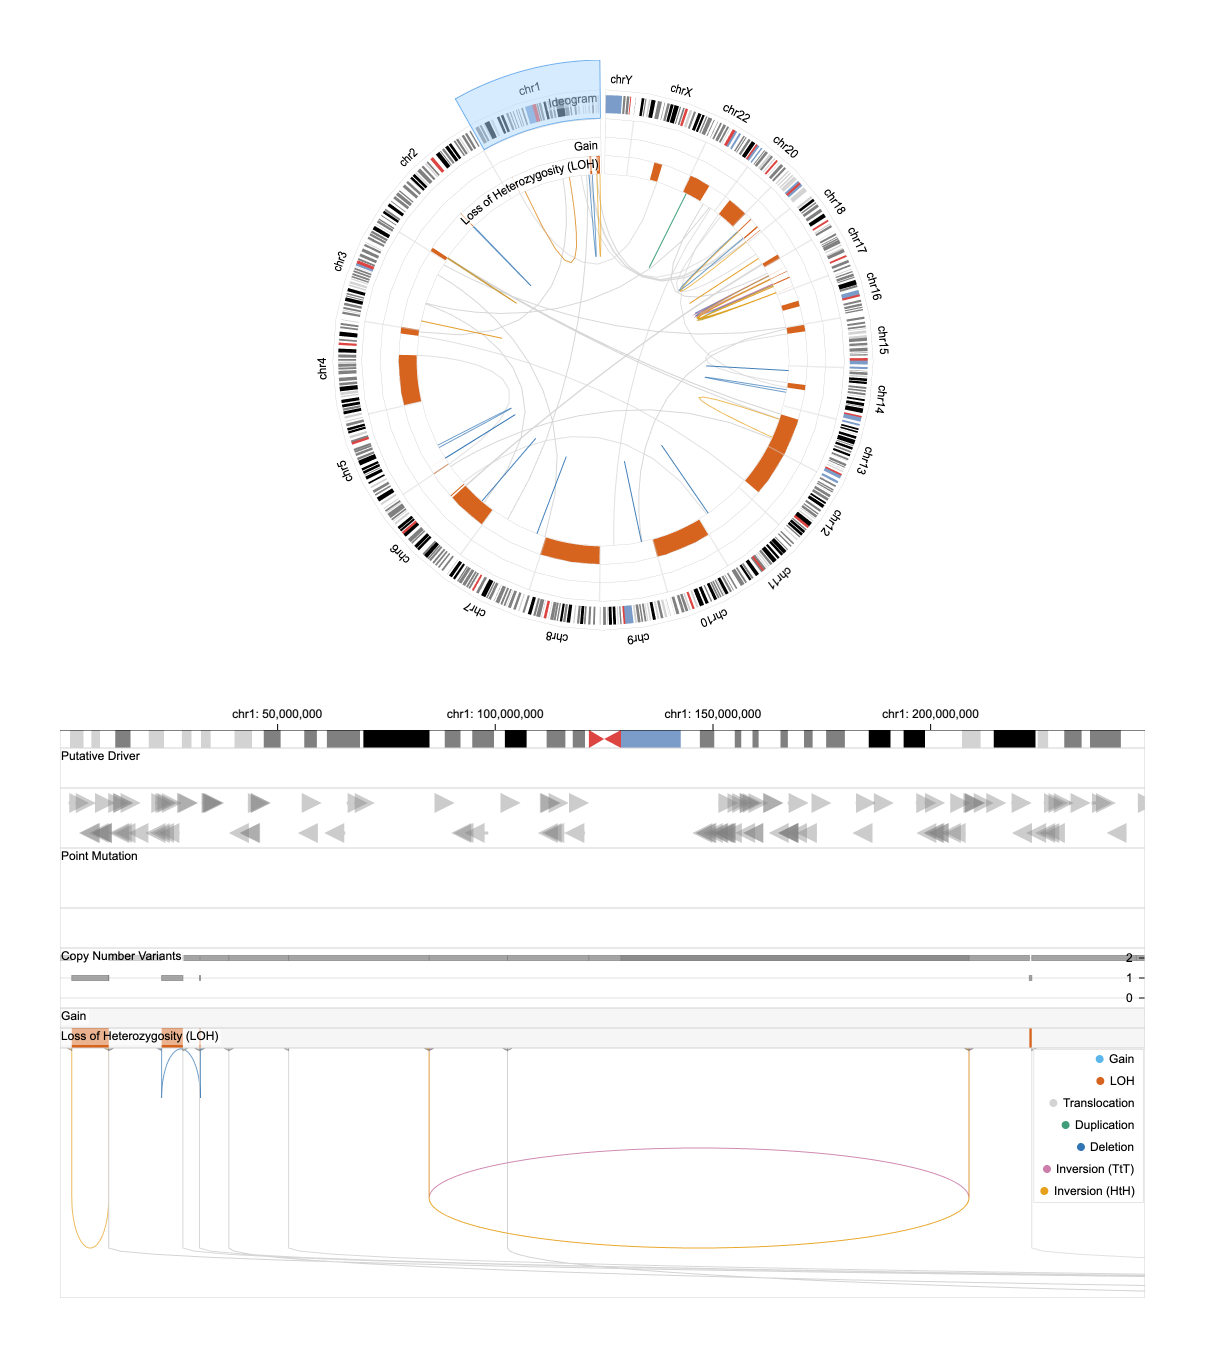 chr1
Ideogram
Gain
Loss of Heterozygosity (LOH)
chrY
chrX
chr22
chr20
chr18
chr17
chr16
chr15
chr14
chr13
chr12
chr11
chr10
chr9
chr8
chr7
chr6
chr5
chr4
chr3
chr2
chr1: 50,000,000 chr1: 100,000,000 chr1: 150,000,000 chr1: 200,000,000
Putative Driver
Point Mutation
Copy Number Variants
2
1
0
Gain
Loss of Heterozygosity (LOH)
Gain
LOH
Translocation
Duplication
Deletion
Inversion (TtT)
Inversion (HtH)